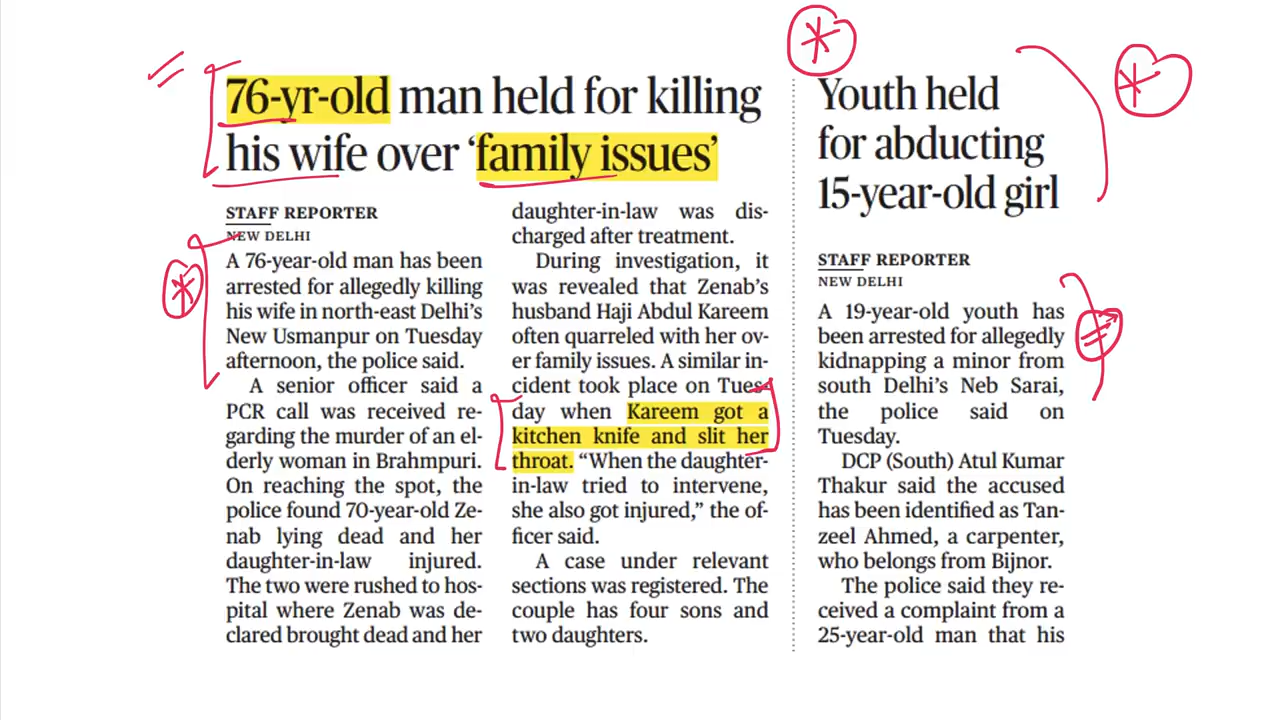 76-yr-old man held for killing
his wife over ‘family issues’
STAFF REPORTER
NEW DELHI
A 76-year-old man has been
arrested for allegedly killing
his wife in north-east Delhi’s
New Usmanpur on Tuesday
afternoon, the police said.
A senior officer said a
PCR call was received re-
garding the murder of an el-
derly woman in Brahmpuri.
On reaching the spot, the
police found 70-year-old Ze-
nab lying dead and her
daughter-in-law injured.
The two were rushed to hos-
pital where Zenab was de-
clared brought dead and her
daughter-in-law was dis-
charged after treatment.
During investigation, it
was revealed that Zenab’s
husband Haji Abdul Kareem
often quarreled with her ov-
er family issues. A similar in-
cident took place on Tues-
day when Kareem got a
kitchen knife and slit her
throat. “When the daughter-
in-law tried to intervene,
she also got injured,” the of-
ficer said.
A case under relevant
sections was registered. The
couple has four sons and
two daughters.
Youth held
for abducting
15-year-old girl
STAFF REPORTER
NEW DELHI
A 19-year-old youth has
been arrested for allegedly
kidnapping a minor from
south Delhi’s Neb Sarai,
the police said on
Tuesday.
DCP (South) Atul Kumar
Thakur said the accused
has been identified as Tan-
zeel Ahmed, a carpenter,
who belongs from Bijnor.
The police said they re-
ceived a complaint from a
25-year-old man that his